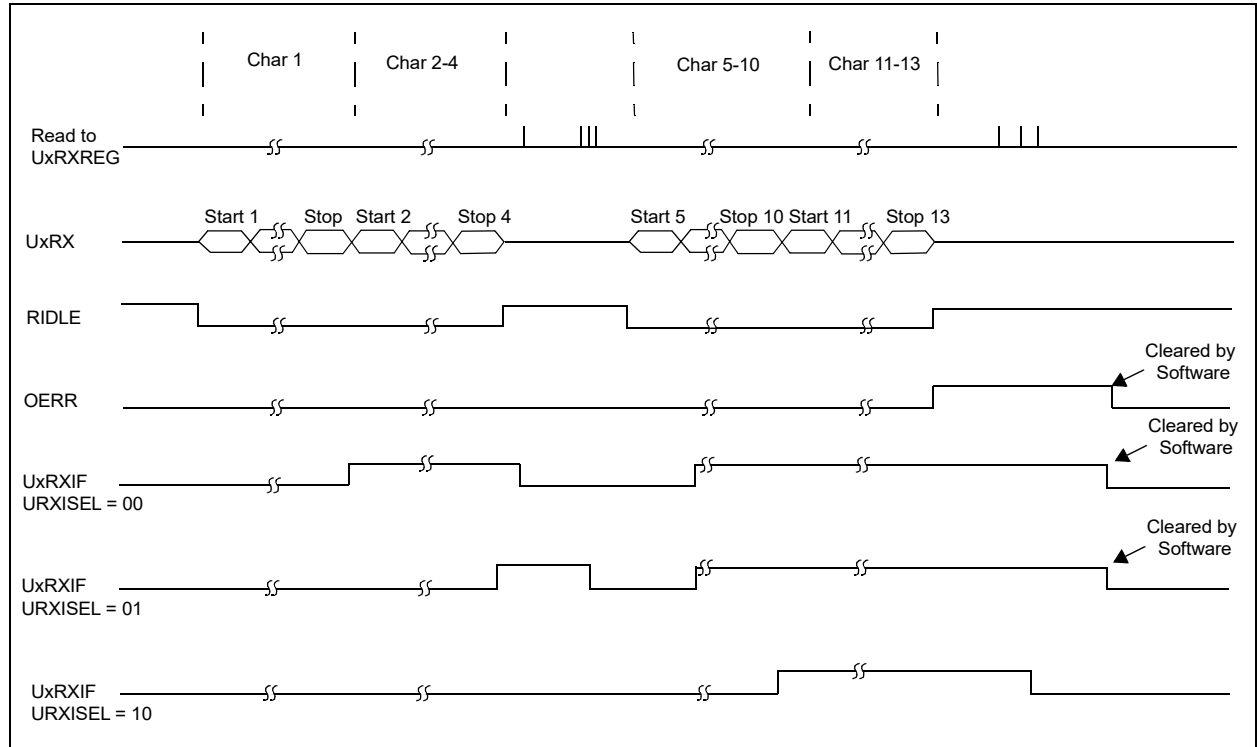 Char 1
Char 2-4
Char 5-10
Char 11-13
Read to
UxRXREG
UxRX
Start 1
Stop
Start 2
Stop 4
Start 5
Stop 10
Start 11
Stop 13
RIDLE
OERR
Cleared by
Software
UxRXIF
URXISEL = 00
Cleared by
Software
UxRXIF
URXISEL = 01
Cleared by
Software
UxRXIF
URXISEL = 10